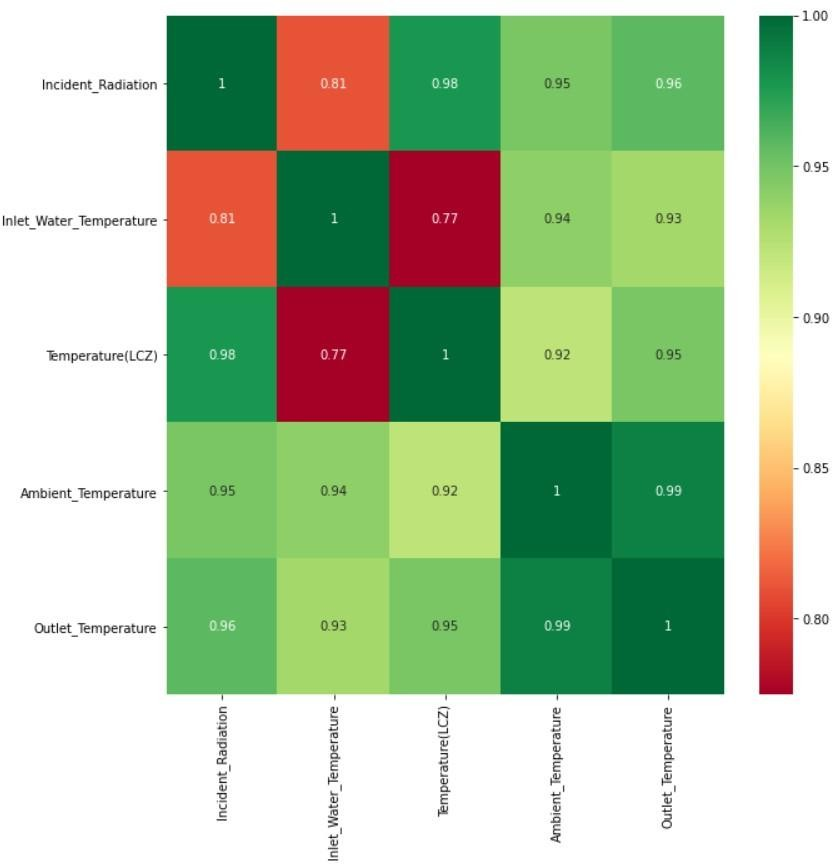 1.00
Incident_Radiation 1 0.81 0.98 0.95 0.96
0.95
Inlet_Water_Temperature 0.81 1 0.77 0.94 0.93
0.90
Temperature(LCZ) 0.98 0.77 1 0.92 0.95
0.85
Ambient_Temperature 0.95 0.94 0.92 1 0.99
0.80
Outlet_Temperature 0.96 0.93 0.95 0.99 1
Incident_Radiation
Inlet_Water_Temperature
Temperature(LCZ)
Ambient_Temperature
Outlet_Temperature